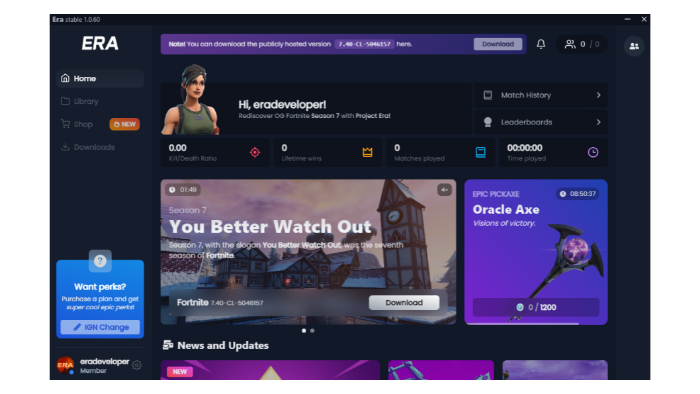 Era stable 1.0.60
ERA
Note! You can download the publicly hosted version 7.40-CL-5046157 here.
Download
0 / 0
Home
Library
Shop
NEW
Downloads
Hi, eradeveloper!
Rediscover OG Fortnite Season 7 with Project Era!
Match History
Leaderboards
0.00
Kill/Death Ratio
0
Lifetime wins
0
Matches played
00:00:00
Time played
01:49
Season 7
You Better Watch Out
Season 7, with the slogan You Better Watch Out, was the seventh
season of Fortnite.
Fortnite 7.40-CL-5046157
Download
EPIC PICKAXE
08:50:37
Oracle Axe
Visions of victory.
0 / 1200
Want perks?
Purchase a plan and get
super cool epic perks!
IGN Change
News and Updates
ERA
eradeveloper
Member
NEW